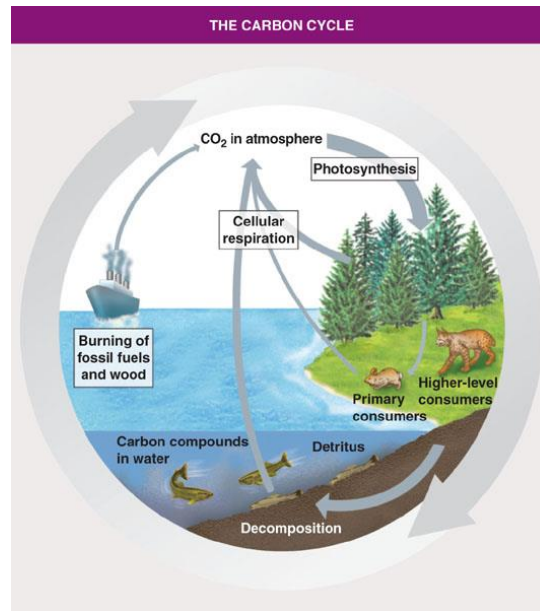 THE CARBON CYCLE
CO₂ in atmosphere
Photosynthesis
Cellular
respiration
Burning of
fossil fuels
and wood
Higher-level
consumers
Primary
consumers
Carbon compounds
in water
Detritus
Decomposition